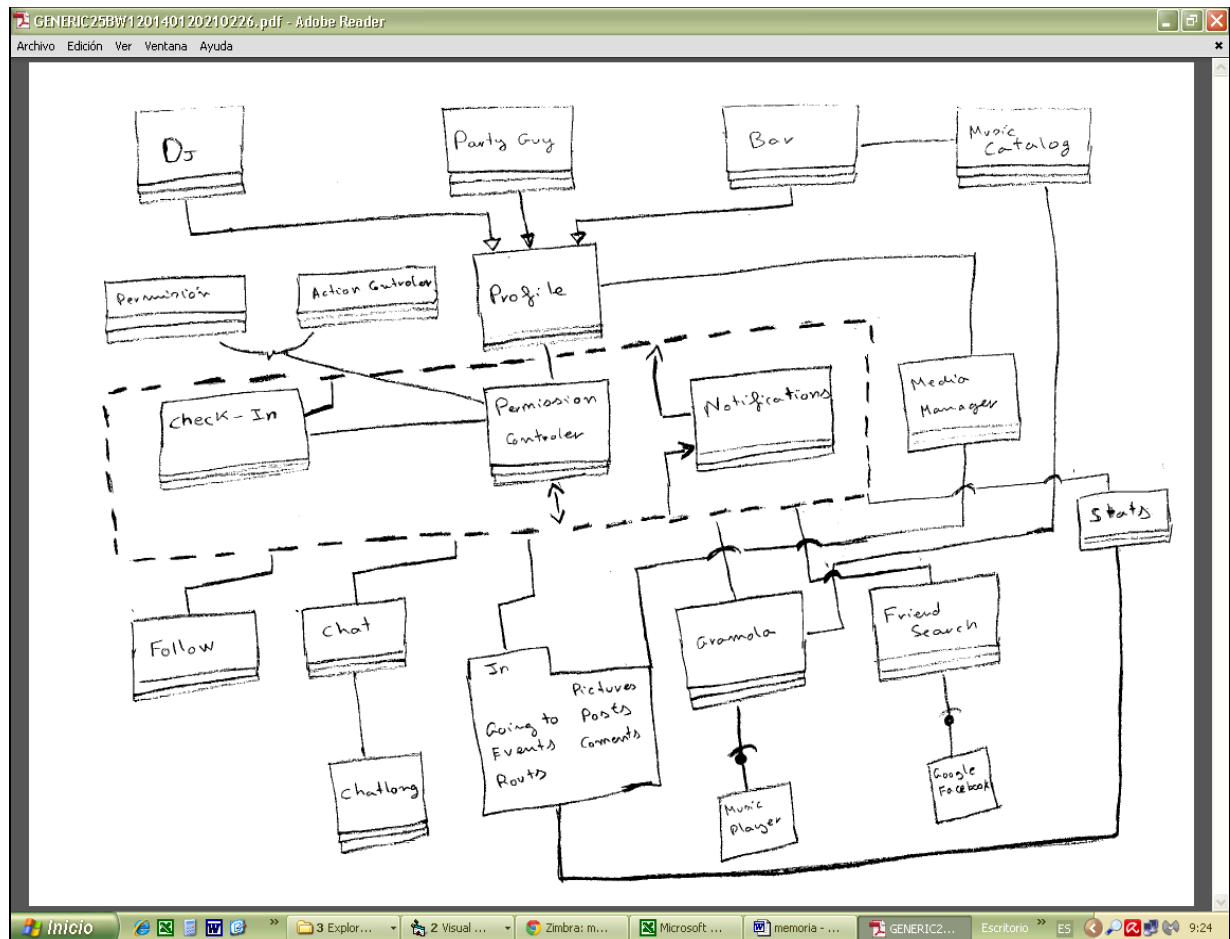 GENERIC25BW120140120210226.pdf - Adobe Reader
Archivo Edición Ver Ventana Ayuda
DJ
Party Guy
Bar
Music
Catalog
Permisión
Action Controler
Profile
Check-In
Permission
Controler
Notifications
Media
Manager
Stats
Follow
Chat
Gramola
Friend
Search
In
Pictures
Going to Posts
Events Coments
Routs
Chatlong
Music
Player
Google
Facebook
Inicio
3 Explor...
2 Visual ...
Zimbra: m...
Microsoft ...
memoria - ...
GENERIC2...
Escritorio
ES
9:24